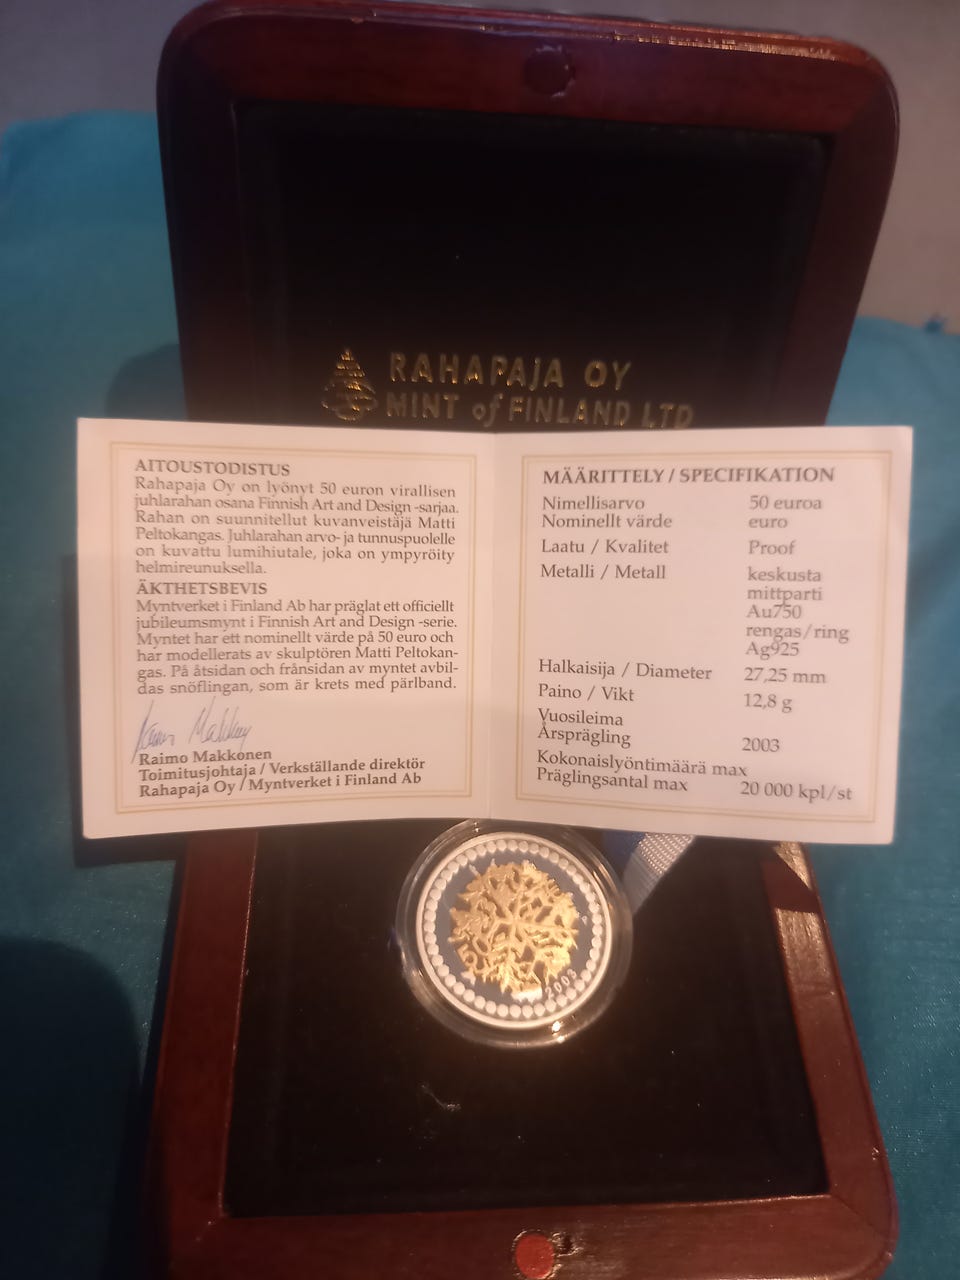 RAHAPAJA OY
MINT of FINLAND LTD
AITOUSTODISTUS
Rahapaja Oy on lyönyt 50 euron virallisen
juhlarahan osana Finnish Art and Design -sarjaa.
Rahan on suunnitellut kuvanveistäjä Matti
Peltokangas. Juhlarahan arvo- ja tunnuspuolelle
on kuvattu lumihiutale, joka on ympyröity
helmireunuksella.
ÄKTHETSBEVIS
Myntverket i Finland Ab har präglat ett officiellt
jubileumsmynt i Finnish Art and Design -serie.
Myntet har ett nominellt värde på 50 euro och
har modellerats av skulptören Matti Peltokan-
gas. På åtsidan och frånsidan av myntet avbil-
das snöflingan, som är krets med pärlband.
Raimo Makkonen
Toimitusjohtaja / Verkställande direktör
Rahapaja Oy / Myntverket i Finland Ab
MÄÄRITTELY / SPECIFIKATION
Nimellisarvo 50 euroa
Nominellt värde euro
Laatu / Kvalitet Proof
Metalli / Metall keskusta
mittparti
Au750
rengas/ring
Ag925
Halkaisija / Diameter 27,25 mm
Paino / Vikt 12,8 g
Vuosileima
Årsprägling 2003
Kokonaislyöntimäärä max
Präglingsantal max 20 000 kpl/st
2003